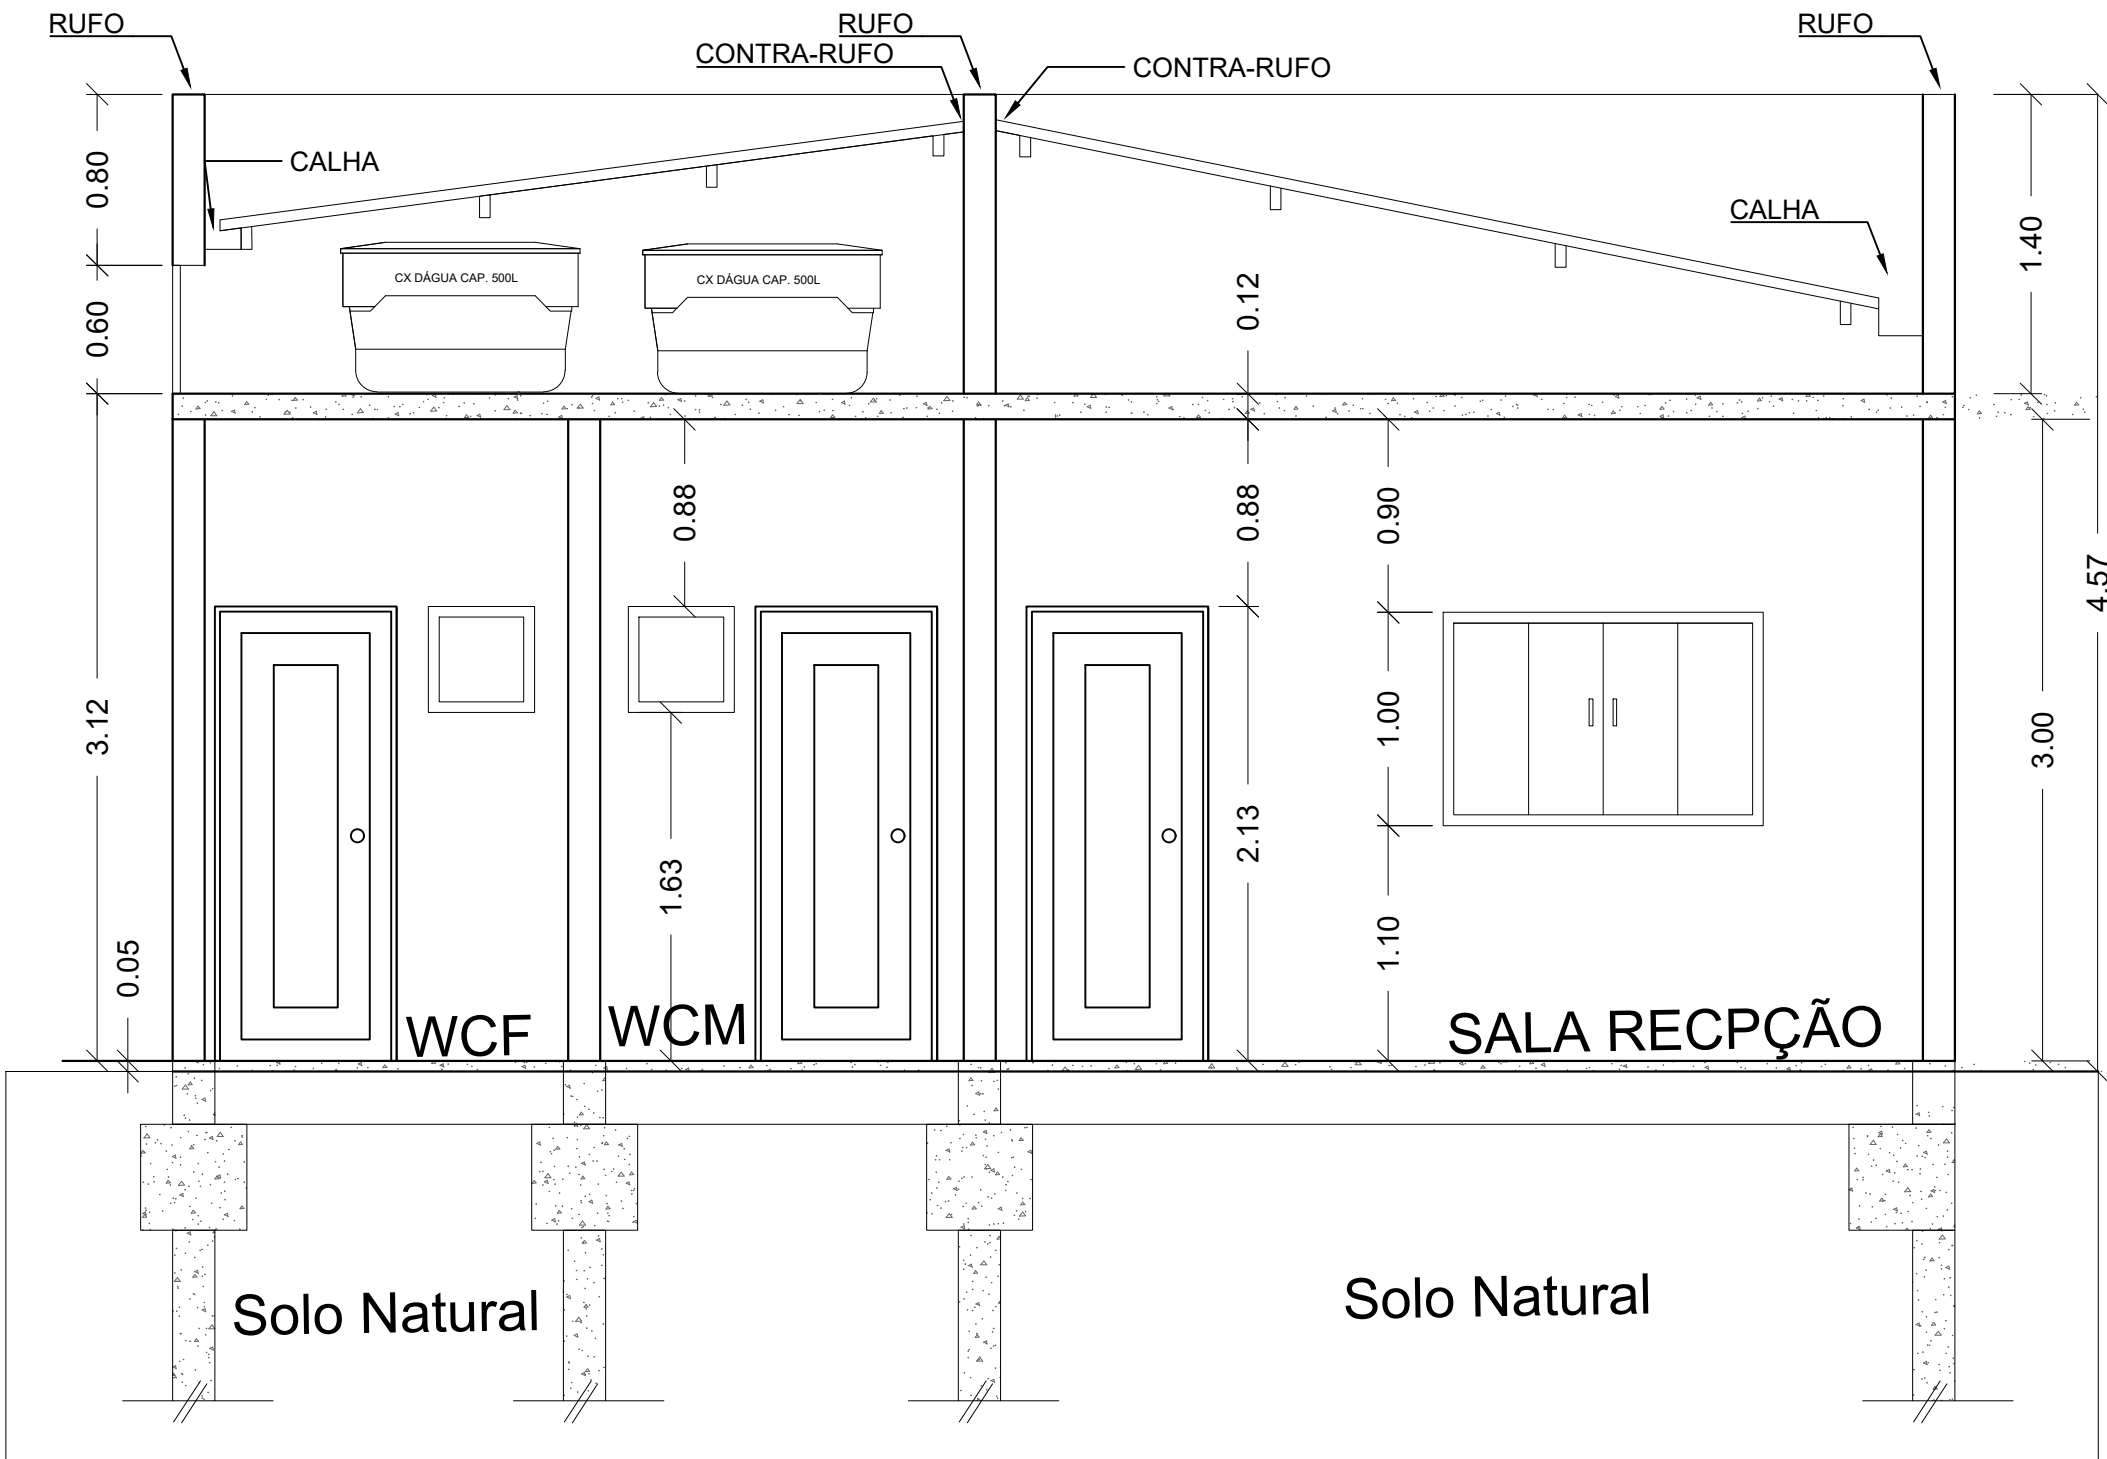 RUFO
RUFO
RUFO
CONTRA-RUFO
CONTRA-RUFO
CALHA
CALHA
0.80
0.60
1.40
0.12
CX DÁGUA CAP. 500L
CX DÁGUA CAP. 500L
0.88
0.88
0.90
4.57
3.12
1.00
3.00
2.13
1.63
1.10
0.05
WCF
WCM
SALA RECPÇÃO
Solo Natural
Solo Natural